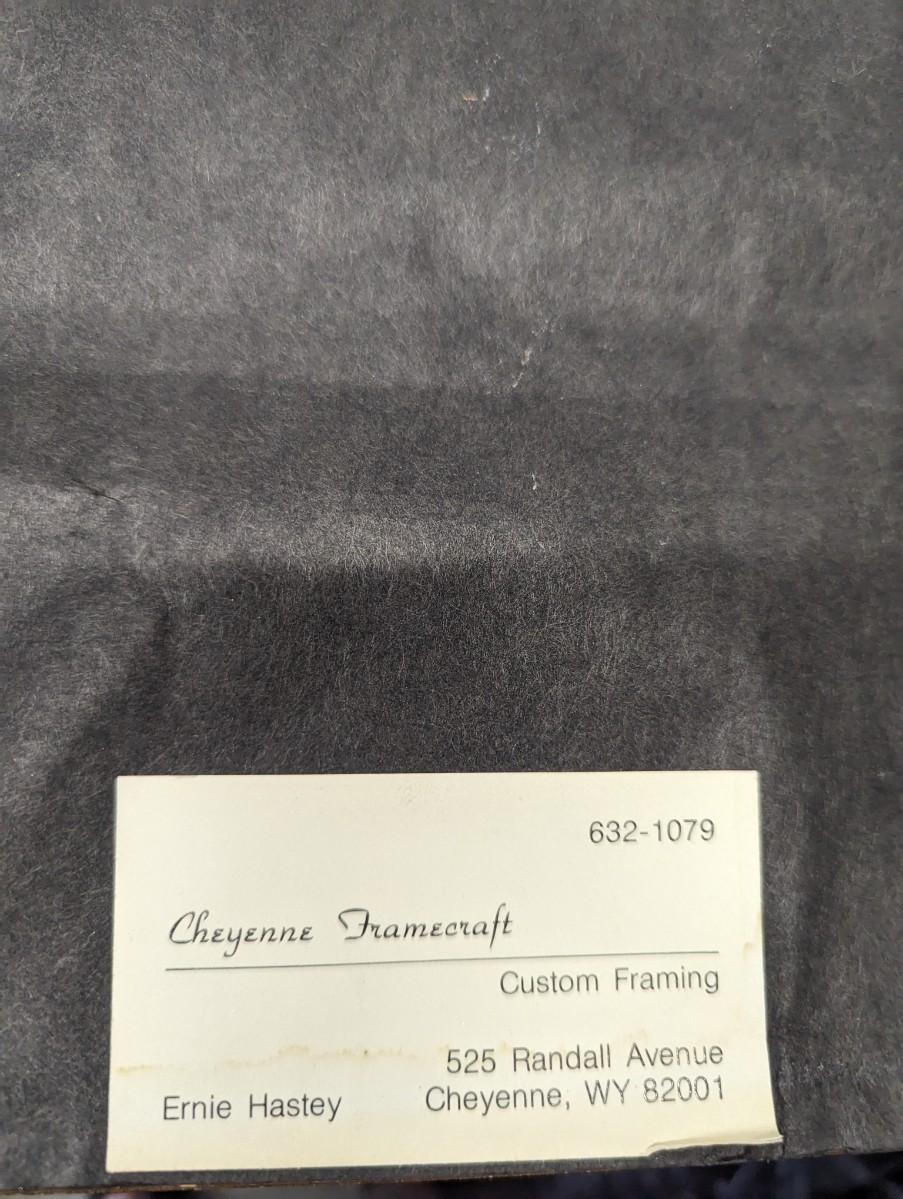 632-1079
Cheyenne Framecraft
Custom Framing
525 Randall Avenue
Ernie Hastey Cheyenne, WY 82001